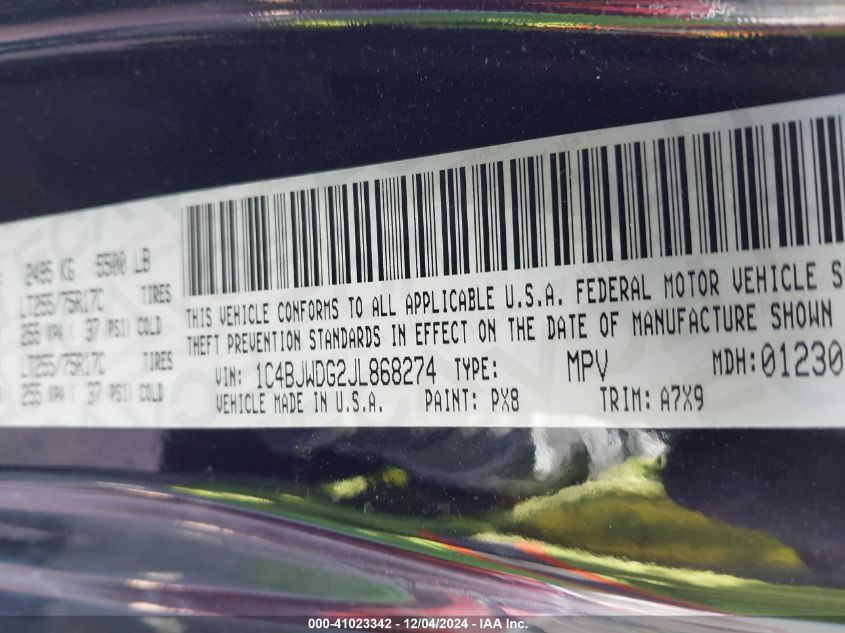 2495 KG 5500 LB
LT255/75R17C TIRES
255 KPA ( 37 PSI) COLD
LT255/75R17C TIRES
255 KPA ( 37 PSI) COLD
THIS VEHICLE CONFORMS TO ALL APPLICABLE U.S.A. FEDERAL MOTOR VEHICLE S
THEFT PREVENTION STANDARDS IN EFFECT ON THE DATE OF MANUFACTURE SHOWN
VIN: 1C4BJWDG2JL868274 TYPE: MPV MDH:01230
VEHICLE MADE IN U.S.A. PAINT: PX8 TRIM: A7X9
000-41023342 - 12/04/2024 - IAA Inc.